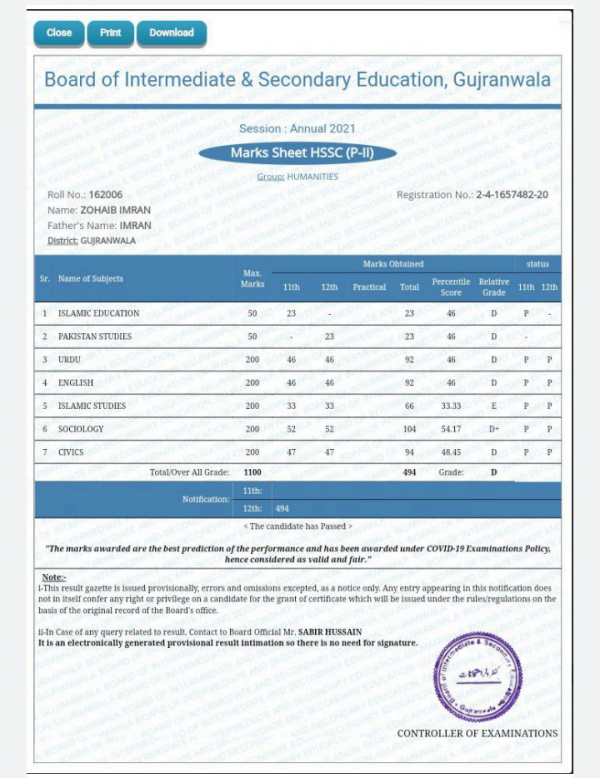 Close Print Download
Board of Intermediate & Secondary Education, Gujranwala
Session : Annual 2021
Marks Sheet HSSC (P-II)
Group: HUMANITIES
Roll No.: 162006 Registration No.: 2-4-1657482-20
Name: ZOHAIB IMRAN
Father's Name: IMRAN
District: GUJRANWALA
Sr. Name of Subjects Max. Marks Marks Obtained status
11th 12th Practical Total Percentile Score Relative Grade 11th 12th
1 ISLAMIC EDUCATION 50 23 - 23 46 D P -
2 PAKISTAN STUDIES 50 - 23 23 46 D -
3 URDU 200 46 46 92 46 D P P
4 ENGLISH 200 46 46 92 46 D P P
5 ISLAMIC STUDIES 200 33 33 66 33.33 E P P
6 SOCIOLOGY 200 52 52 104 54.17 D+ P P
7 CIVICS 200 47 47 94 48.45 D P P
Total/Over All Grade: 1100 494 Grade: D
Notification: 11th:
12th: 494
< The candidate has Passed >
"The marks awarded are the best prediction of the performance and has been awarded under COVID-19 Examinations Policy,
hence considered as valid and fair."
Note:-
i-This result gazette is issued provisionally, errors and omissions excepted, as a notice only. Any entry appearing in this notification does
not in itself confer any right or privilege on a candidate for the grant of certificate which will be issued under the rules/regulations on the
basis of the original record of the Board's office.
ii-In Case of any query related to result. Contact to Board Official Mr. SABIR HUSSAIN
It is an electronically generated provisional result intimation so there is no need for signature.
Board of Intermediate & Secondary Education
Gujranwala
CONTROLLER OF EXAMINATIONS